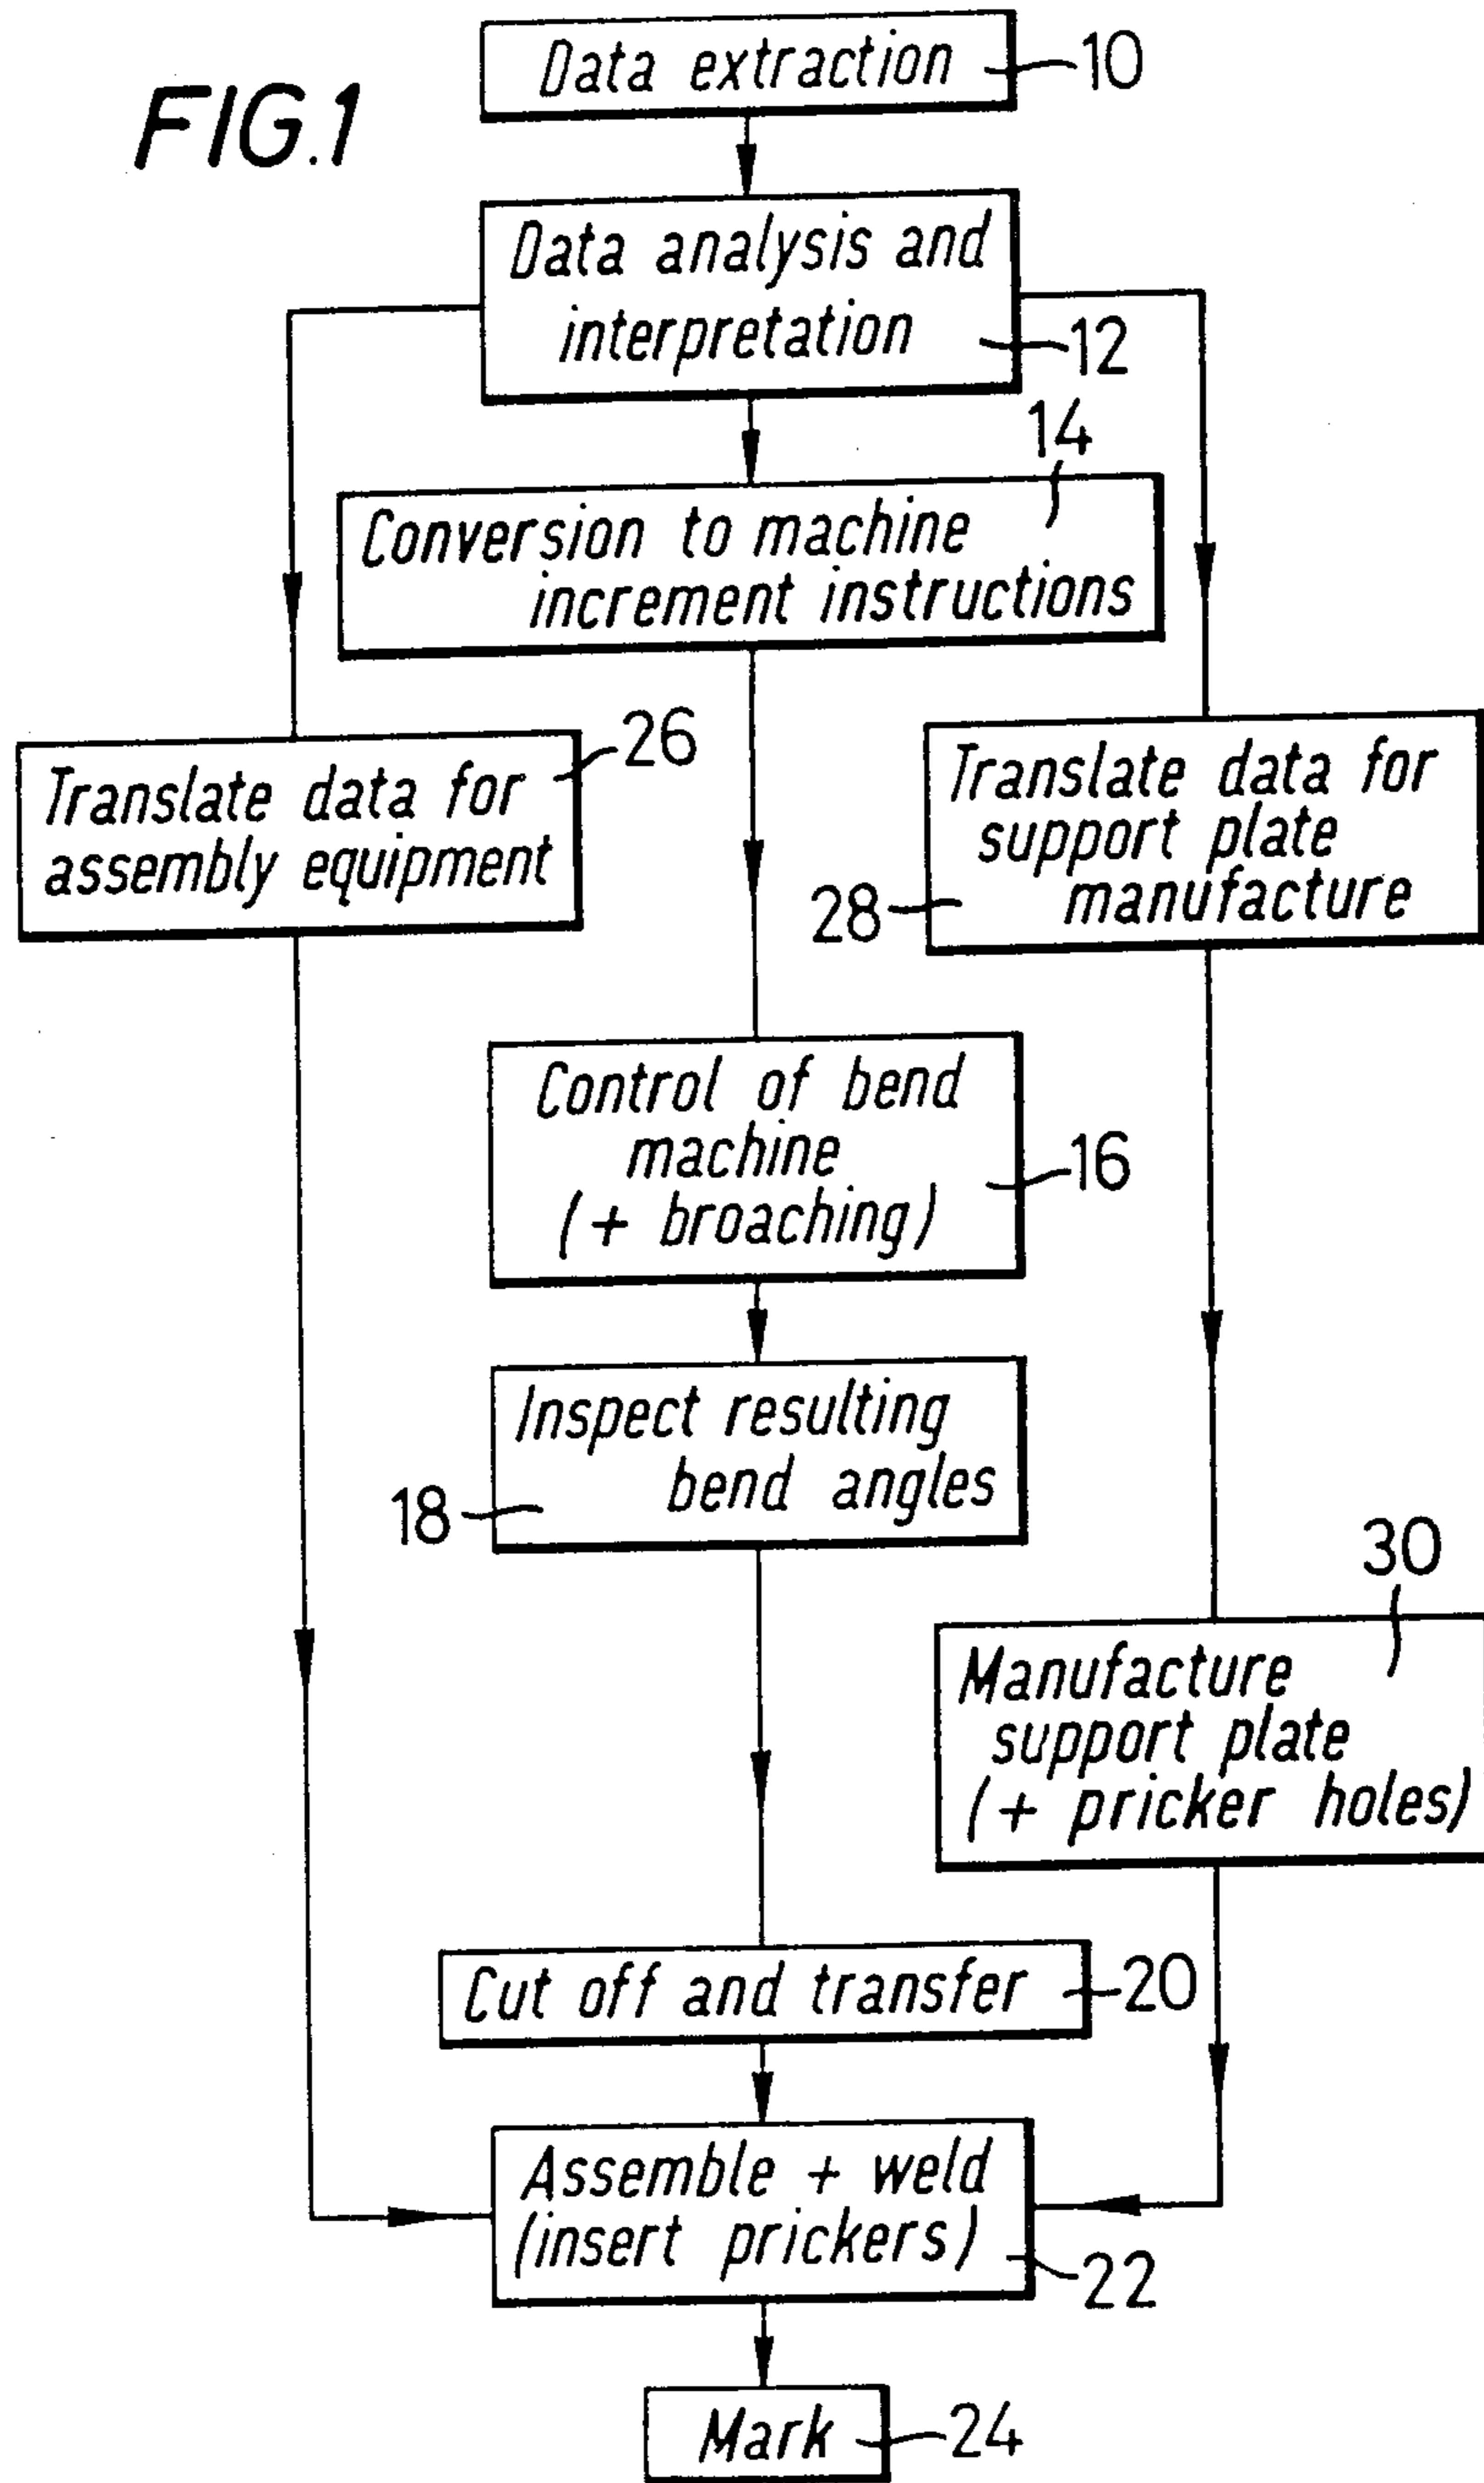 FIG.1
Data extraction
10
Data analysis and
interpretation
12
14
Conversion to machine
increment instructions
26
Translate data for
assembly equipment
Translate data for
support plate
manufacture
28
Control of bend
machine
(+ broaching)
16
Inspect resulting
bend angles
18
30
Manufacture
support plate
(+ pricker holes)
Cut off and transfer
20
Assemble + weld
(insert prickers)
22
Mark
24